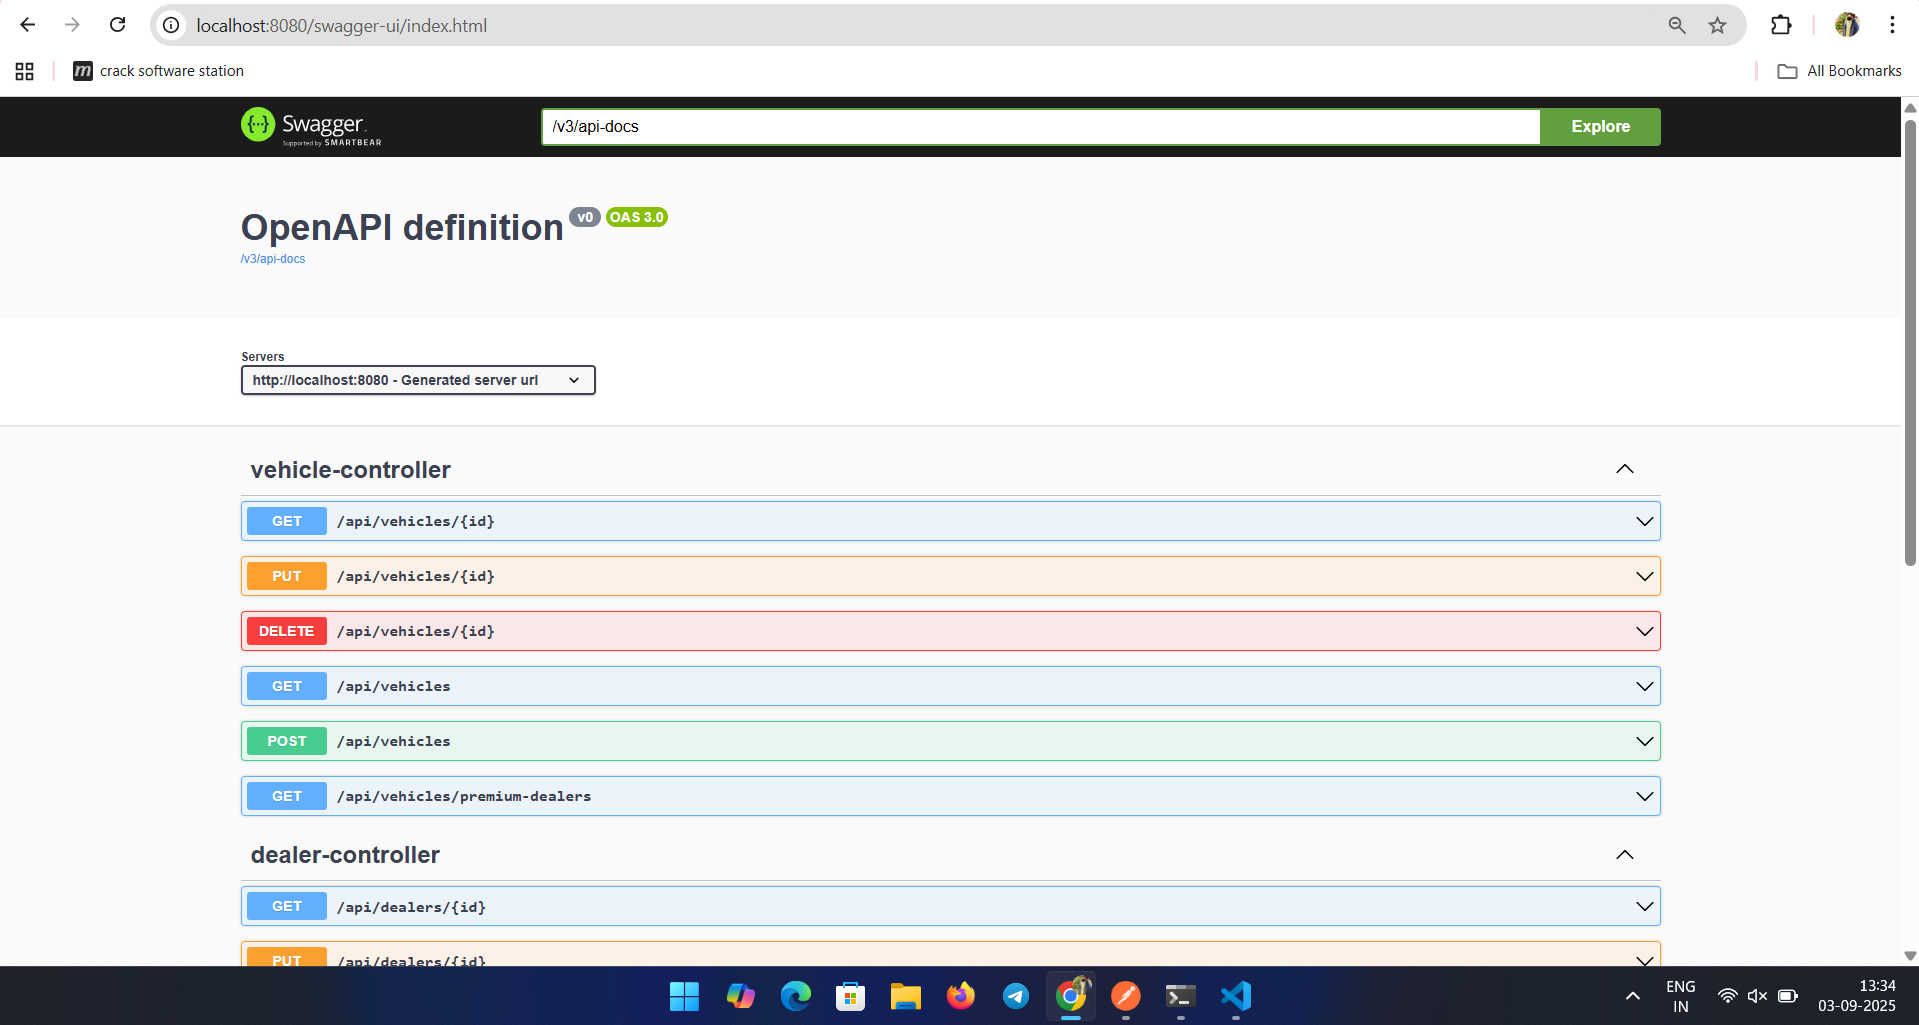 localhost:8080/swagger-ui/index.html
m crack software station
All Bookmarks
{···} Swagger.
Supported by SMARTBEAR
/v3/api-docs
Explore
OpenAPI definition v0 OAS 3.0
/v3/api-docs
Servers
http://localhost:8080 - Generated server url
vehicle-controller
GET /api/vehicles/{id}
PUT /api/vehicles/{id}
DELETE /api/vehicles/{id}
GET /api/vehicles
POST /api/vehicles
GET /api/vehicles/premium-dealers
dealer-controller
GET /api/dealers/{id}
PUT /api/dealers/{id}
ENG
IN
13:34
03-09-2025